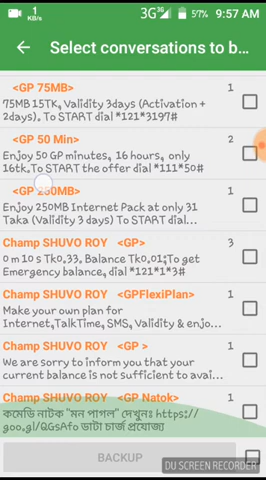 1
KB/s
3G 57% 9:57 AM
Select conversations to b...
<GP 75MB> 1
75MB 15TK, Validity 3days (Activation +
2days). To START dial *121*3197#
<GP 50 Min> 2
Enjoy 50 GP minutes, 16 hours, only
16tk.To START the offer dial *111*50#
<GP 250MB> 1
Enjoy 250MB Internet Pack at only 31
Taka (Validity 3 days) To START dial...
Champ SHUVO ROY <GP> 3
0 m 10 s Tk0.33. Balance Tk0.01;To get
Emergency balance, dial *121*1*3#
Champ SHUVO ROY <GPFlexiPlan> 1
Make your own plan for
Internet,TalkTime, SMS, Validity & enjo...
Champ SHUVO ROY <GP > 1
We are sorry to inform you that your
current balance is not sufficient to avai...
Champ SHUVO ROY <GP Natok> 1
কমেডি নাটক "মন পাগল" দেখুনঃ https://
goo.gl/QGsAfo ডাটা চার্জ প্রযোজ্য
BACKUP
DU SCREEN RECORDER